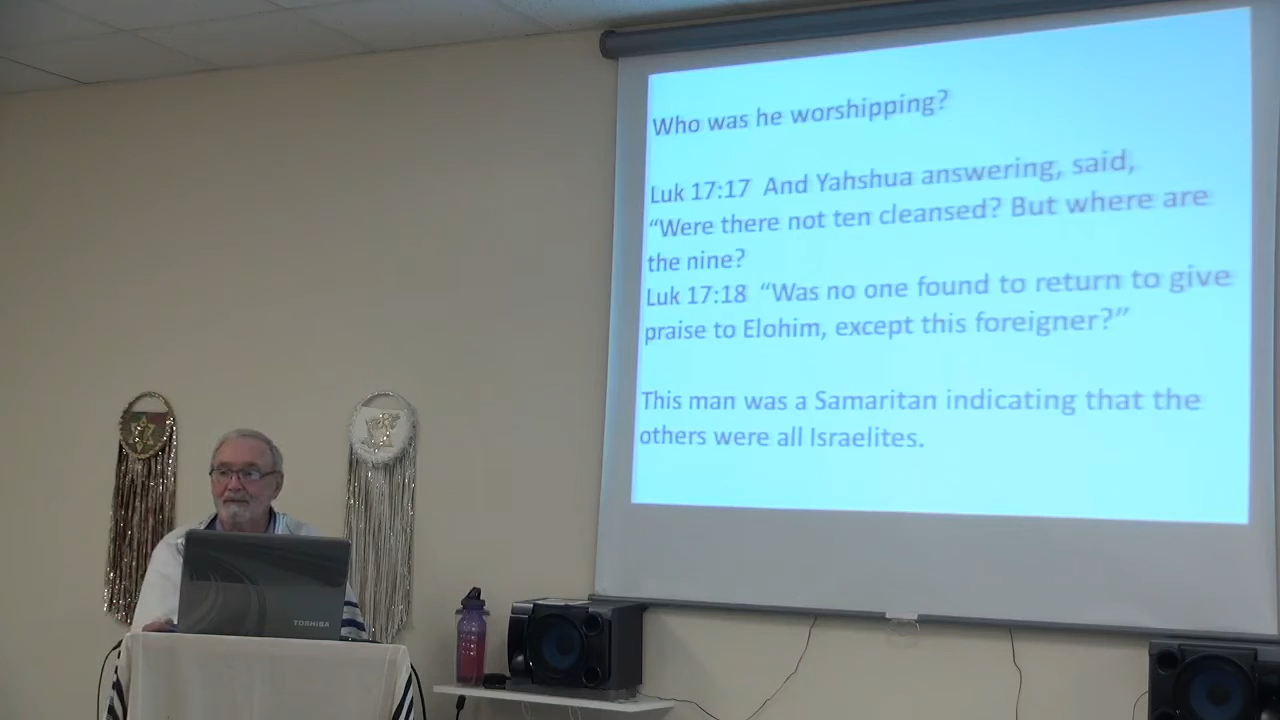 Who was he worshipping?
Luk 17:17 And Yahshua answering, said,
“Were there not ten cleansed? But where are
the nine?
Luk 17:18 “Was no one found to return to give
praise to Elohim, except this foreigner?”
This man was a Samaritan indicating that the
others were all Israelites.
TOSHIBA